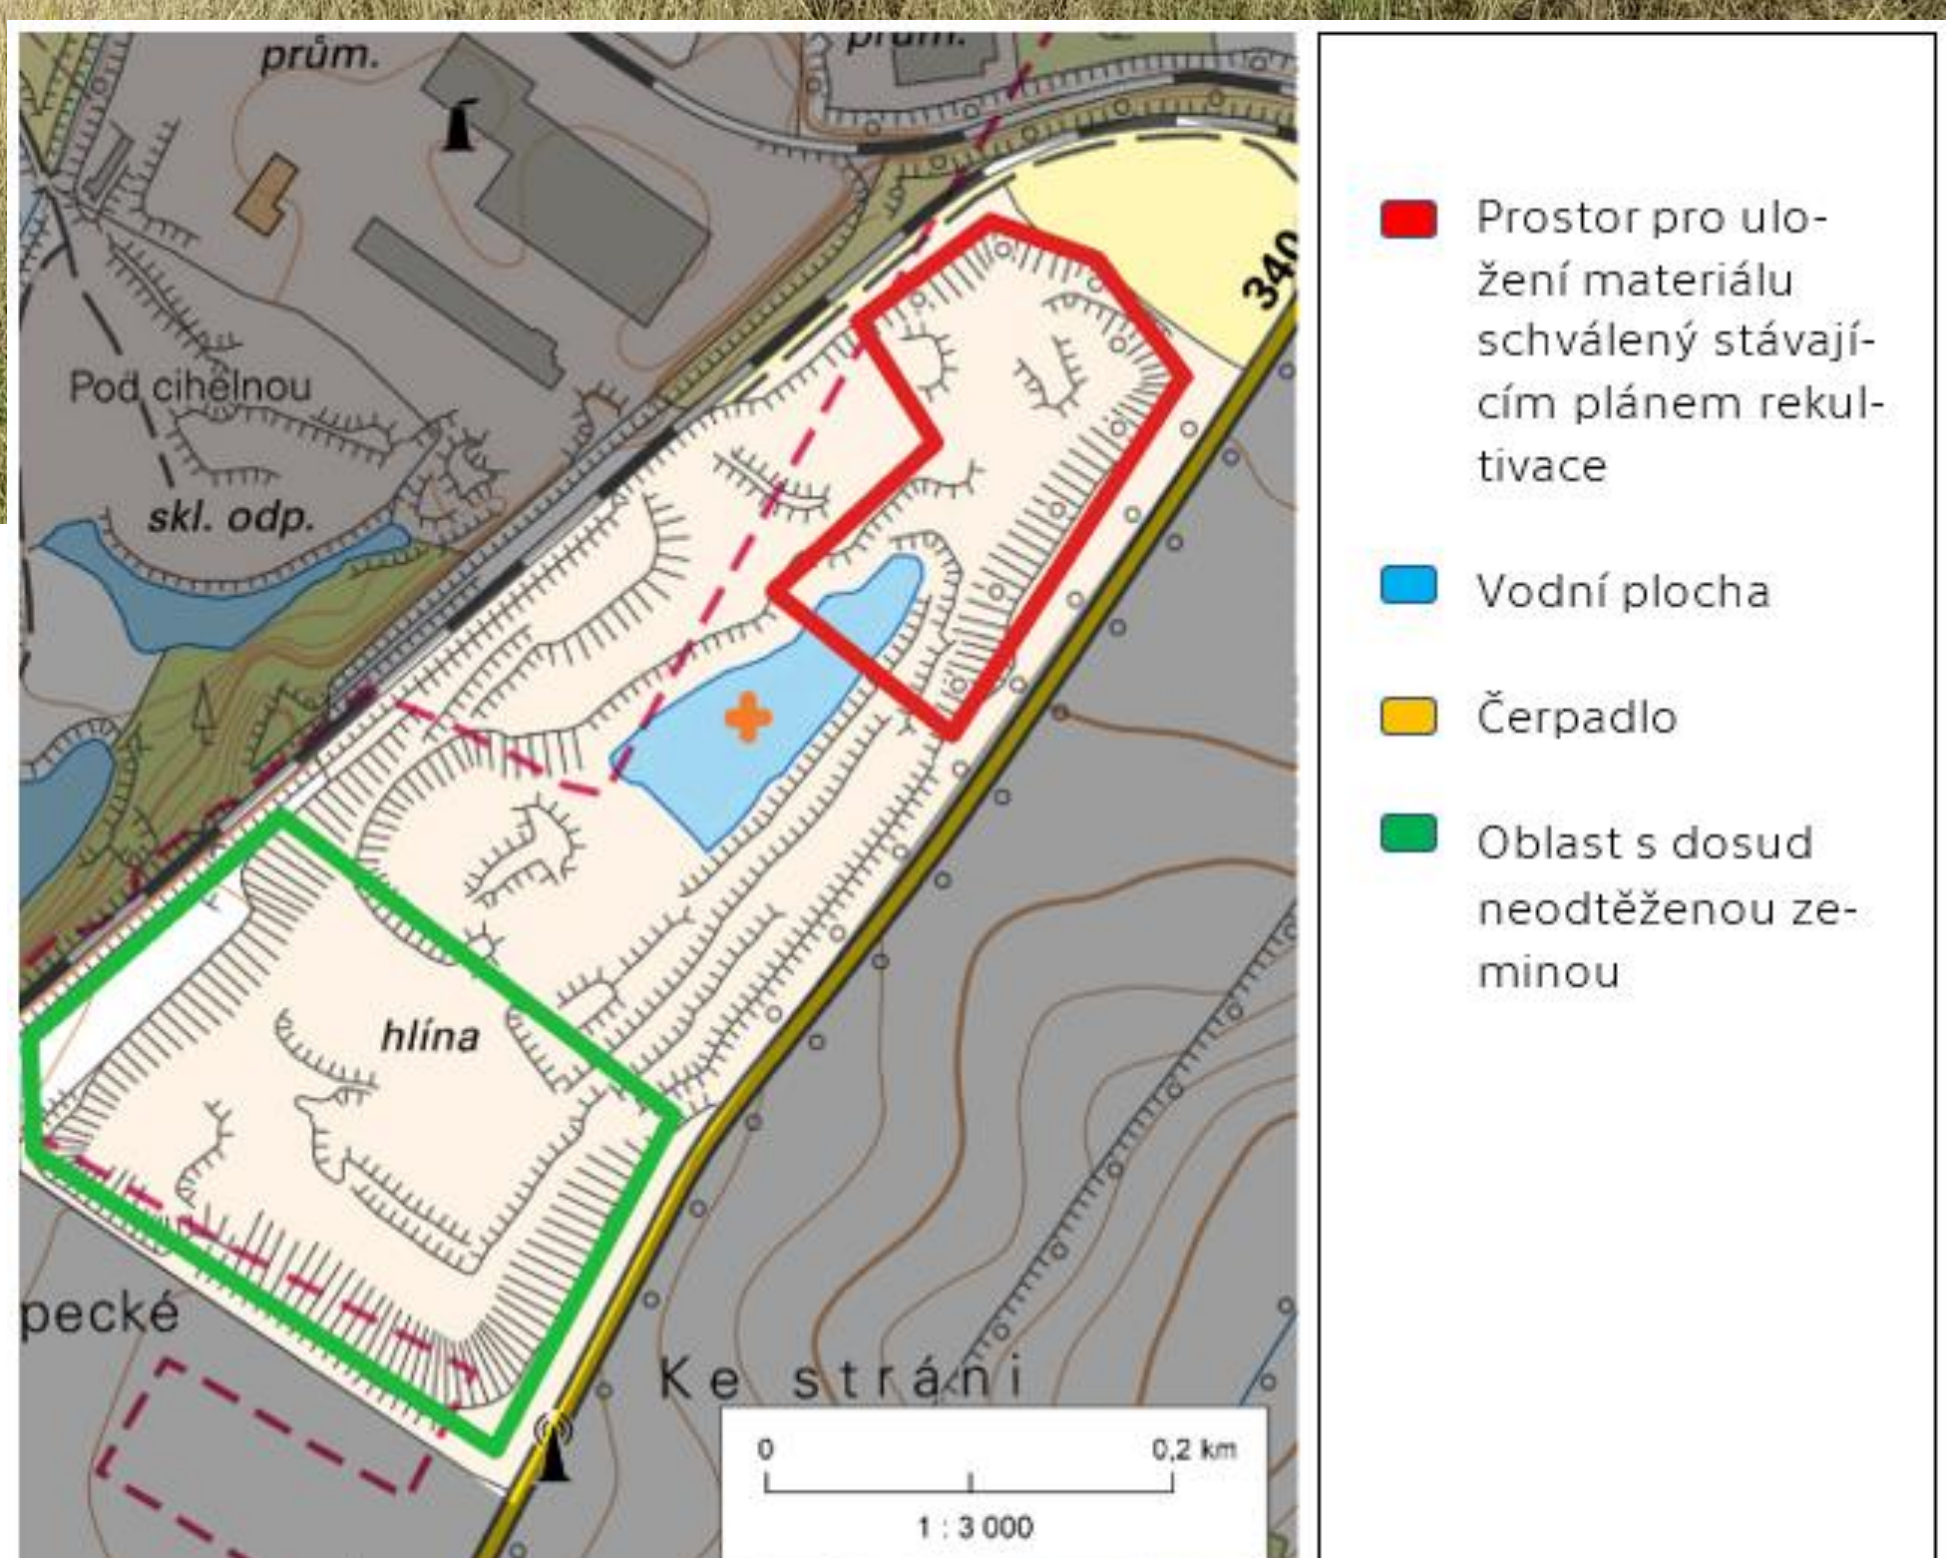 prům.
prům.
340
Pod cihelnou
skl. odp.
hlína
pecké
Ke stráni
0 0,2 km
1 : 3 000
Prostor pro ulo-
žení materiálu
schválený stávají-
cím plánem rekul-
tivace
Vodní plocha
Čerpadlo
Oblast s dosud
neodtěženou ze-
minou